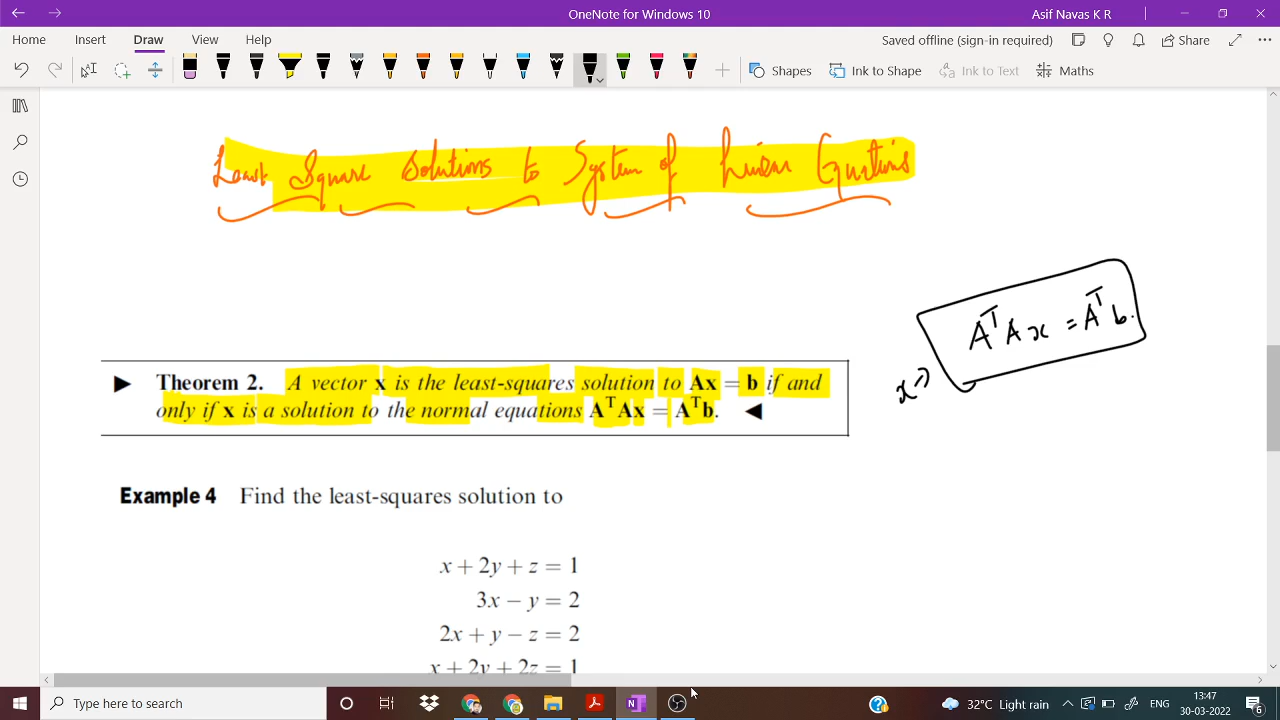 OneNote for Windows 10
Asif Navas K R
Home Insert Draw View Help
Saved offline (sign-in required)
Share
Shapes
Ink to Shape
Ink to Text
Maths
Least Square Solutions to System of Linear Equations
AᵀAx = Aᵀb.
x ⇒
▶ Theorem 2. A vector x is the least-squares solution to Ax = b if and
only if x is a solution to the normal equations AᵀAx = Aᵀb. ◀
Example 4 Find the least-squares solution to
x + 2y + z = 1
3x − y = 2
2x + y − z = 2
x + 2y + 2z = 1
Type here to search
32°C Light rain
ENG
13:47
30-03-2022
6